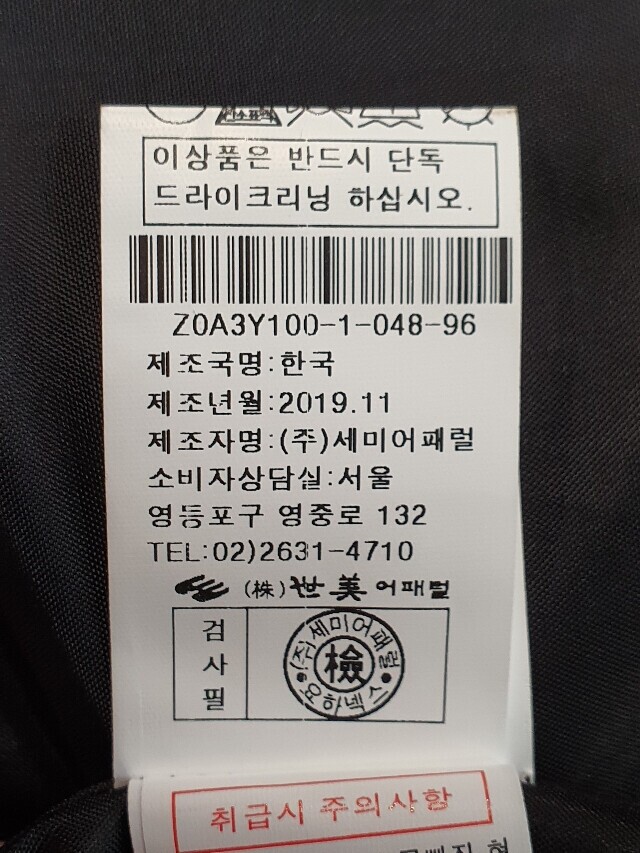 이상품은 반드시 단독
드라이크리닝 하십시오.
Z0A3Y100-1-048-96
제조국명:한국
제조년월:2019.11
제조자명:(주)세미어패럴
소비자상담실:서울
영등포구 영중로 132
TEL:02)2631-4710
(株)世美어패럴
검사필
(주)세미어패럴
檢
요하넥스
취급시 주의사항